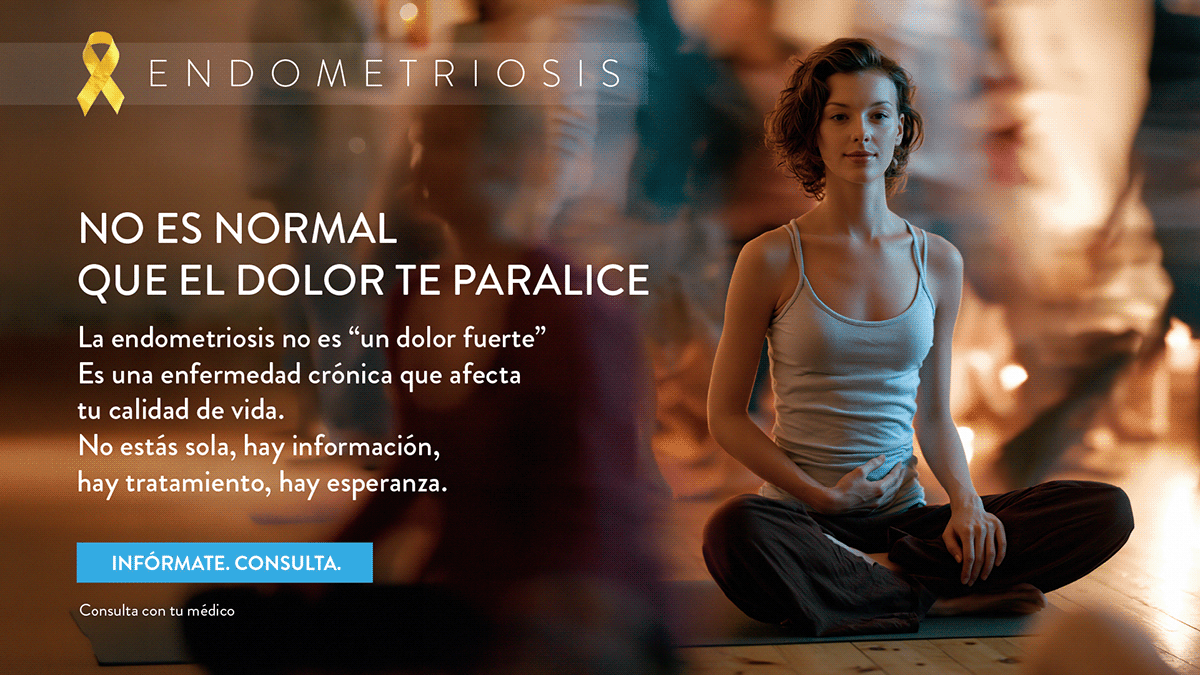 ENDOMETRIOSIS
NO ES NORMAL
QUE EL DOLOR TE PARALICE
La endometriosis no es “un dolor fuerte”
Es una enfermedad crónica que afecta
tu calidad de vida.
No estás sola, hay información,
hay tratamiento, hay esperanza.
INFÓRMATE. CONSULTA.
Consulta con tu médico